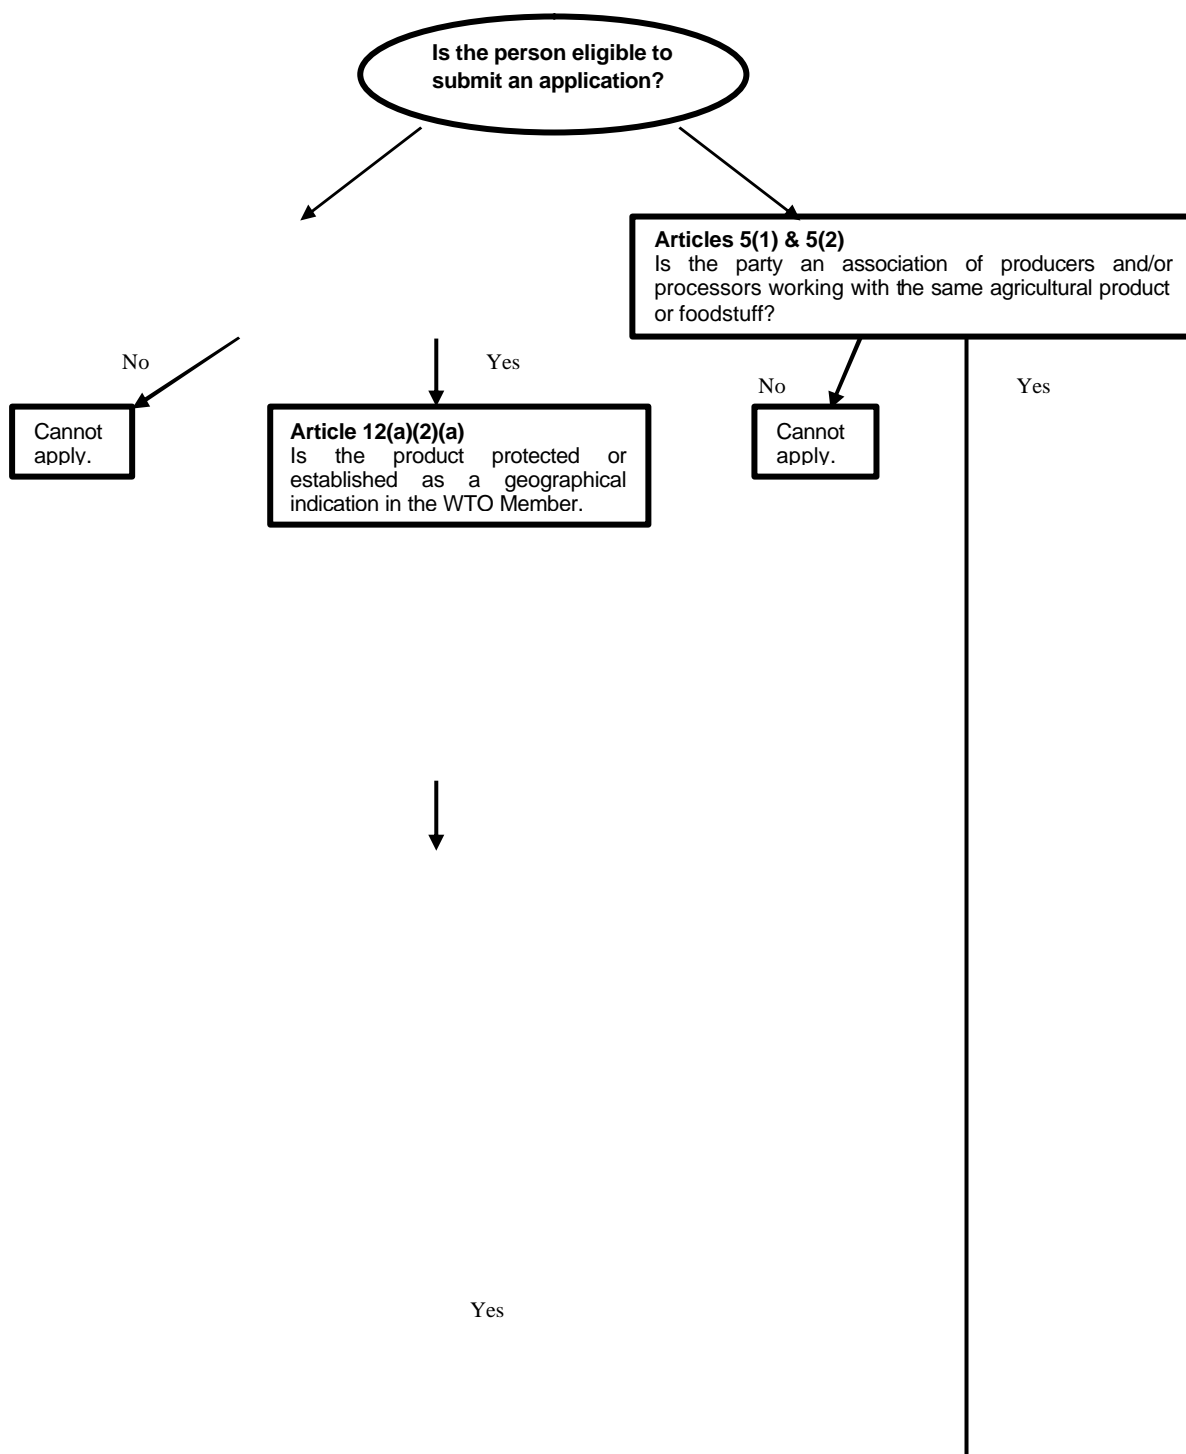 Is the person eligible to
submit an application?
Articles 5(1) & 5(2)
Is the party an association of producers and/or
processors working with the same agricultural product
or foodstuff?
No
Yes
No
Yes
Cannot
apply.
Article 12(a)(2)(a)
Is the product protected or
established as a geographical
indication in the WTO Member.
Cannot
apply.
Yes